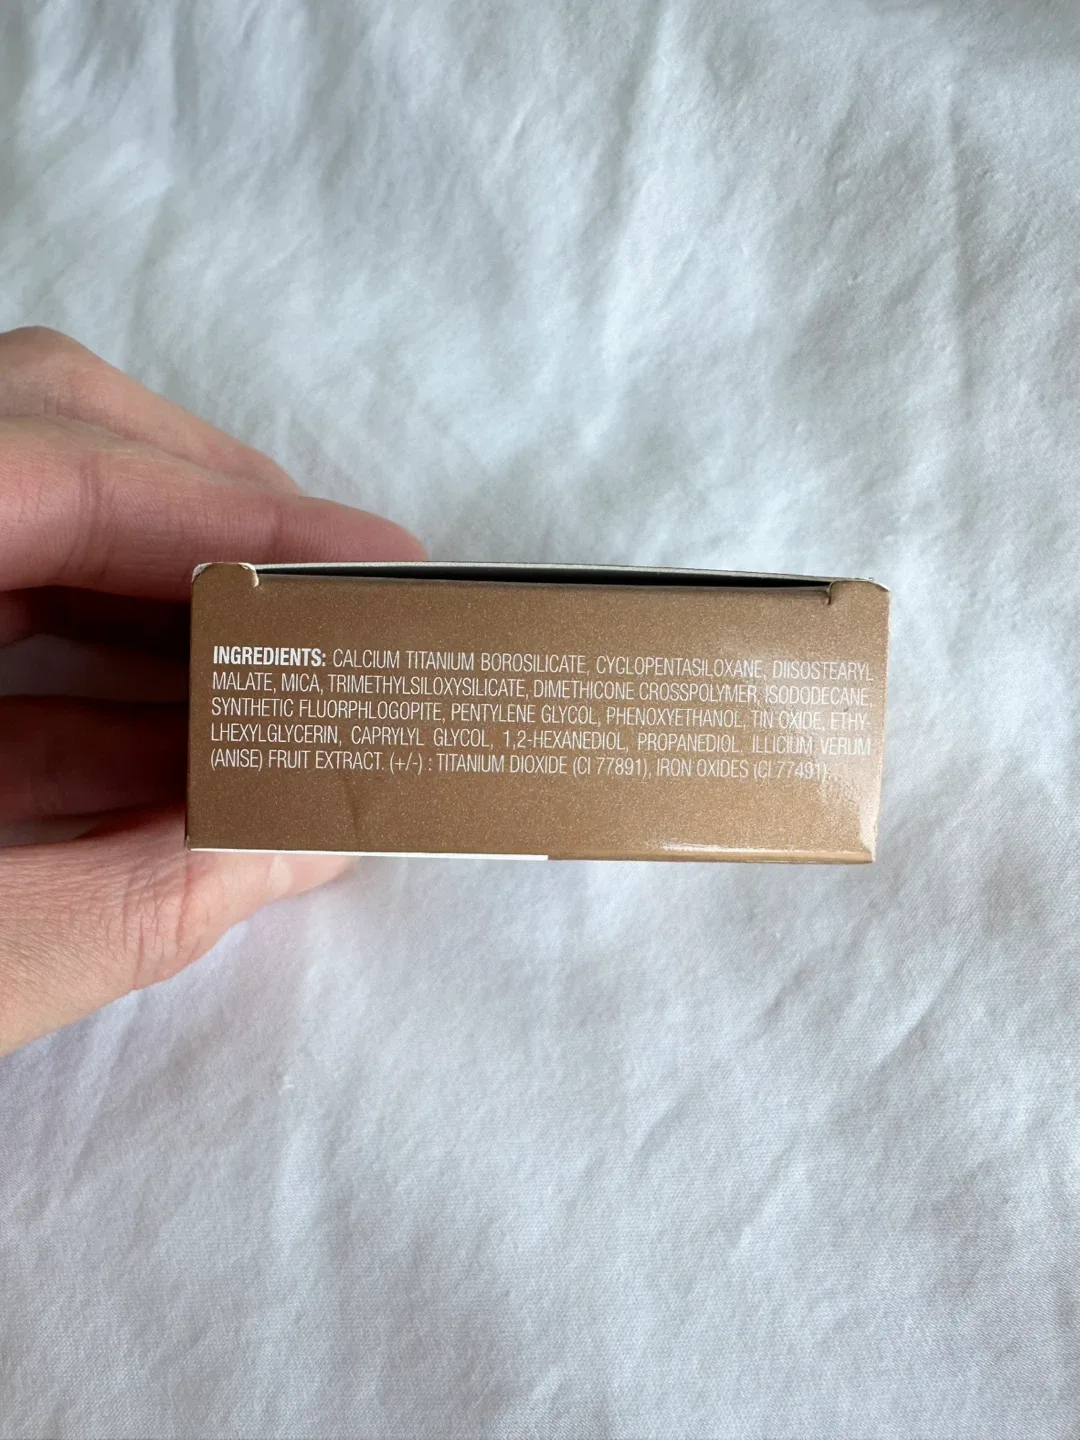 INGREDIENTS: CALCIUM TITANIUM BOROSILICATE, CYCLOPENTASILOXANE, DIISOSTEARYL
MALATE, MICA, TRIMETHYLSILOXYSILICATE, DIMETHICONE CROSSPOLYMER, ISODODECANE,
SYNTHETIC FLUORPHLOGOPITE, PENTYLENE GLYCOL, PHENOXYETHANOL, TIN OXIDE, ETHY-
LHEXYLGLYCERIN, CAPRYLYL GLYCOL, 1,2-HEXANEDIOL, PROPANEDIOL, ILLICIUM VERUM
(ANISE) FRUIT EXTRACT. (+/-) : TITANIUM DIOXIDE (CI 77891), IRON OXIDES (CI 77491).